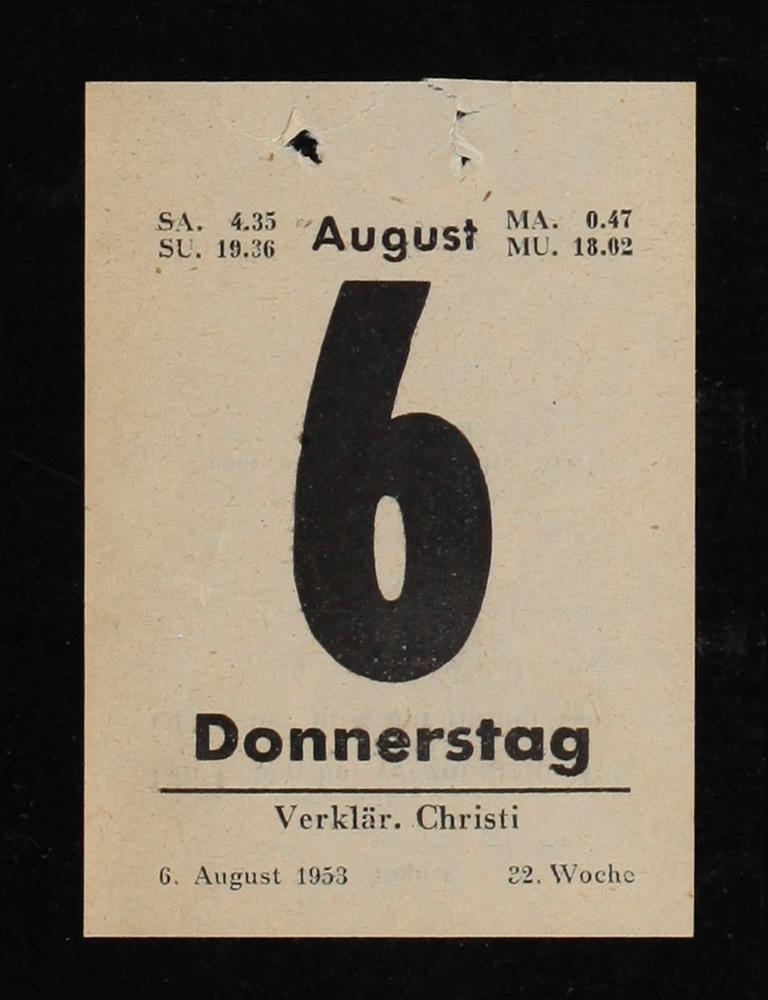 SA. 4.35 August MA. 0.47
SU. 19.36 MU. 18.02
6
Donnerstag
Verklär. Christi
6. August 1953 32. Woche